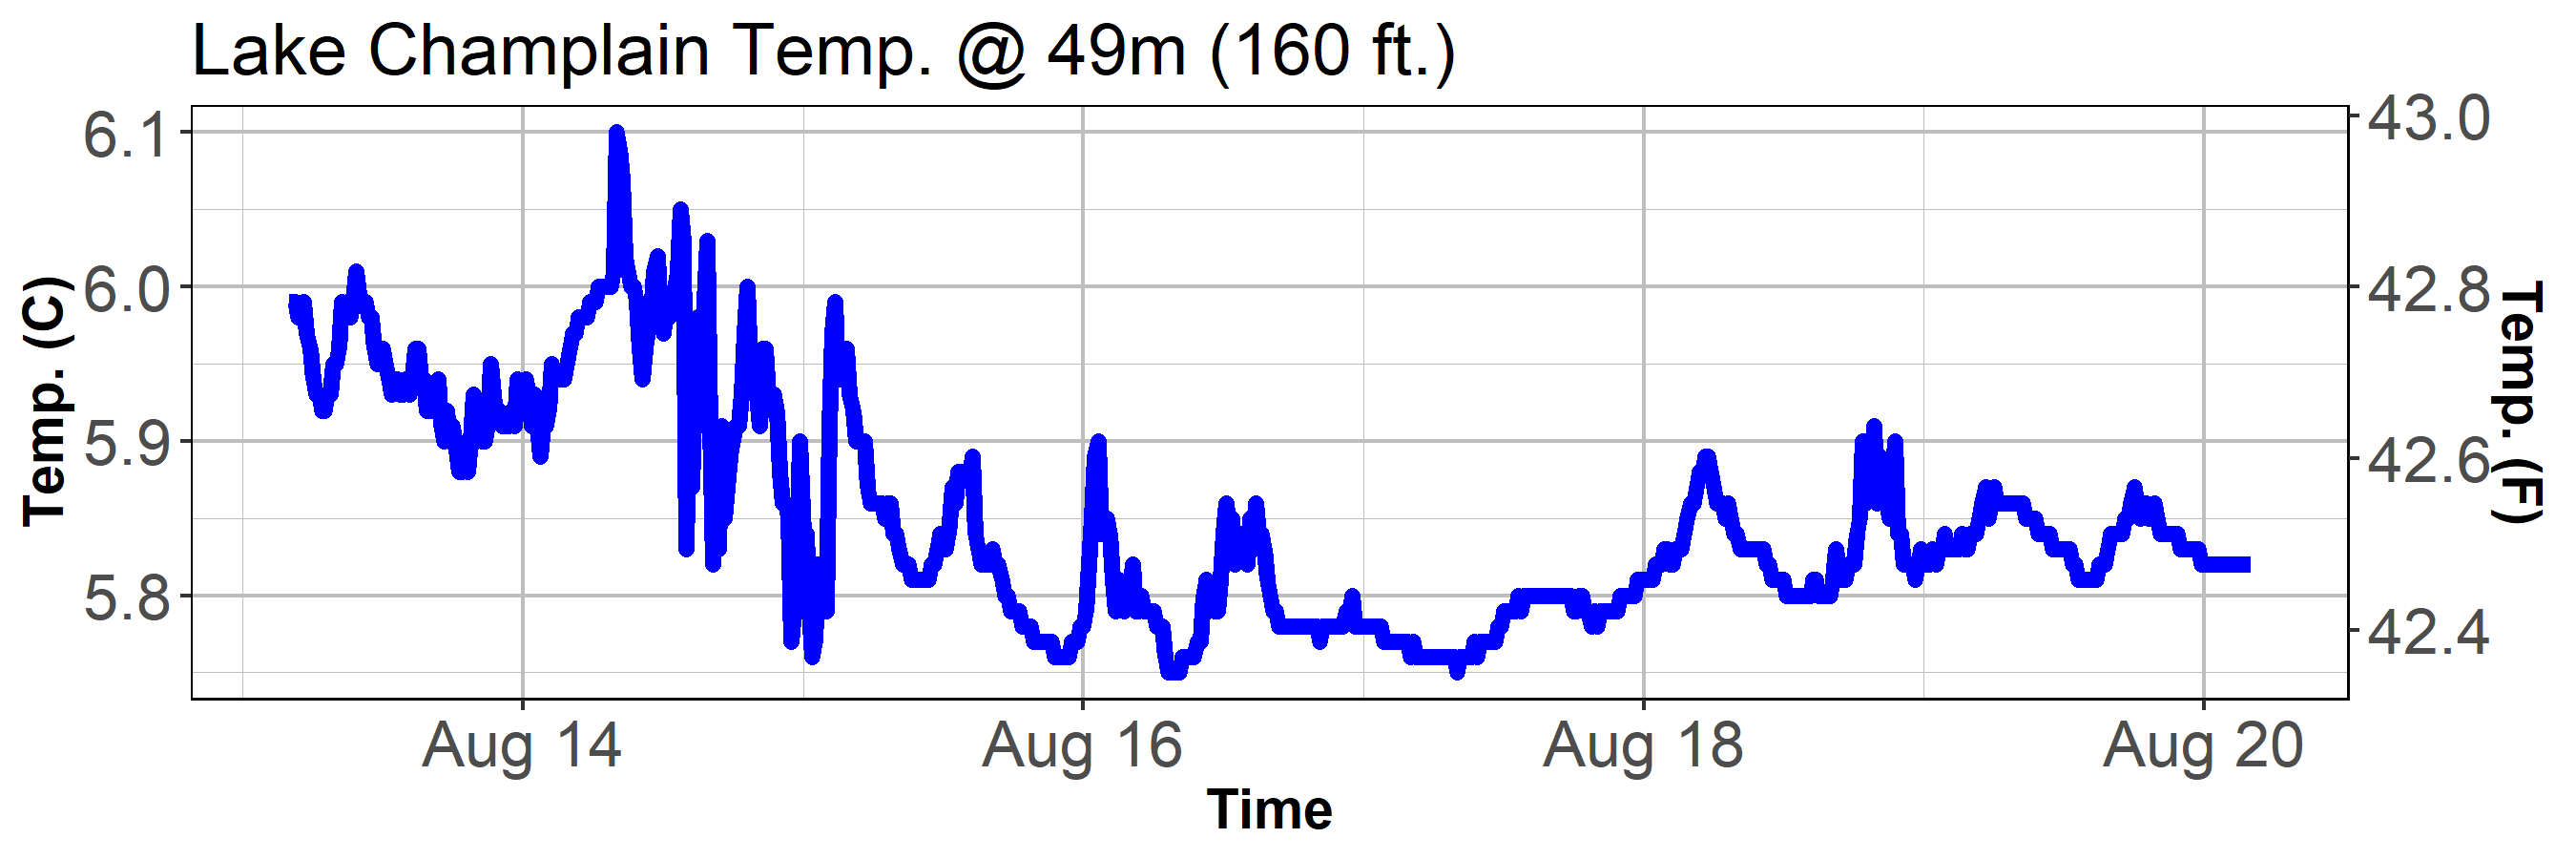 Lake Champlain Temp. @ 49m (160 ft.)
6.1
6.0
5.9
5.8
Temp. (C)
43.0
42.8
42.6
42.4
Temp. (F)
Aug 14 Aug 16 Aug 18 Aug 20
Time